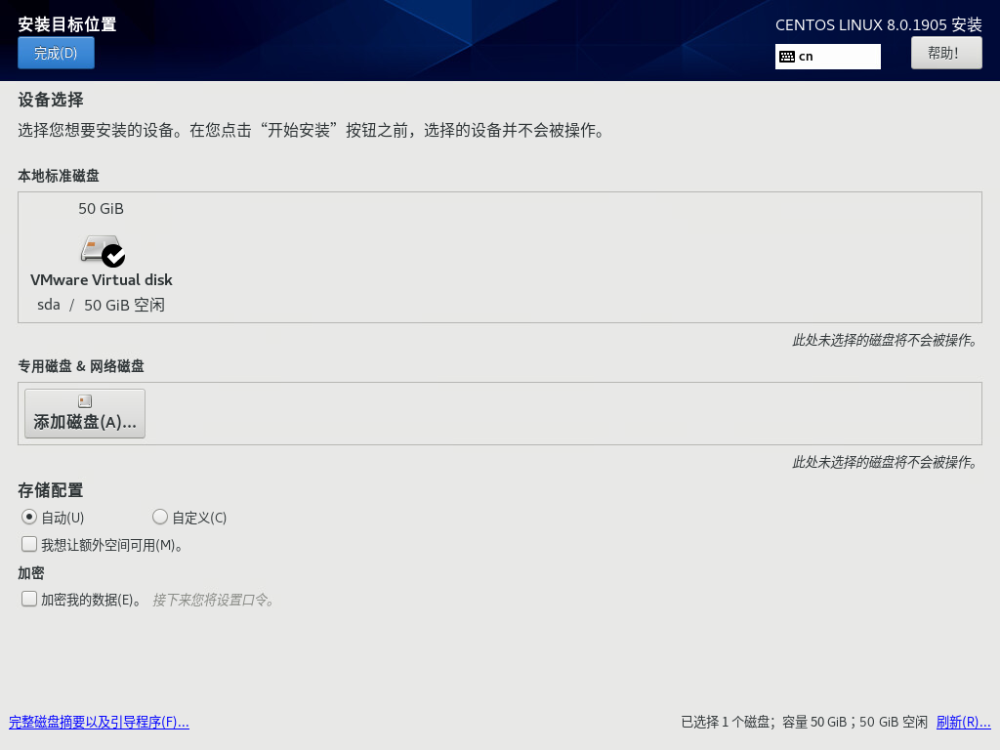 安装目标位置
CENTOS LINUX 8.0.1905 安装
完成(D)
cn
帮助！
设备选择
选择您想要安装的设备。在您点击“开始安装”按钮之前，选择的设备并不会被操作。
本地标准磁盘
50 GiB
VMware Virtual disk
sda / 50 GiB 空闲
此处未选择的磁盘将不会被操作。
专用磁盘 & 网络磁盘
添加磁盘(A)...
此处未选择的磁盘将不会被操作。
存储配置
自动(U) 自定义(C)
我想让额外空间可用(M)。
加密
加密我的数据(E)。 接下来您将设置口令。
完整磁盘摘要以及引导程序(F)... 已选择 1 个磁盘；容量 50 GiB；50 GiB 空闲 刷新(R)...